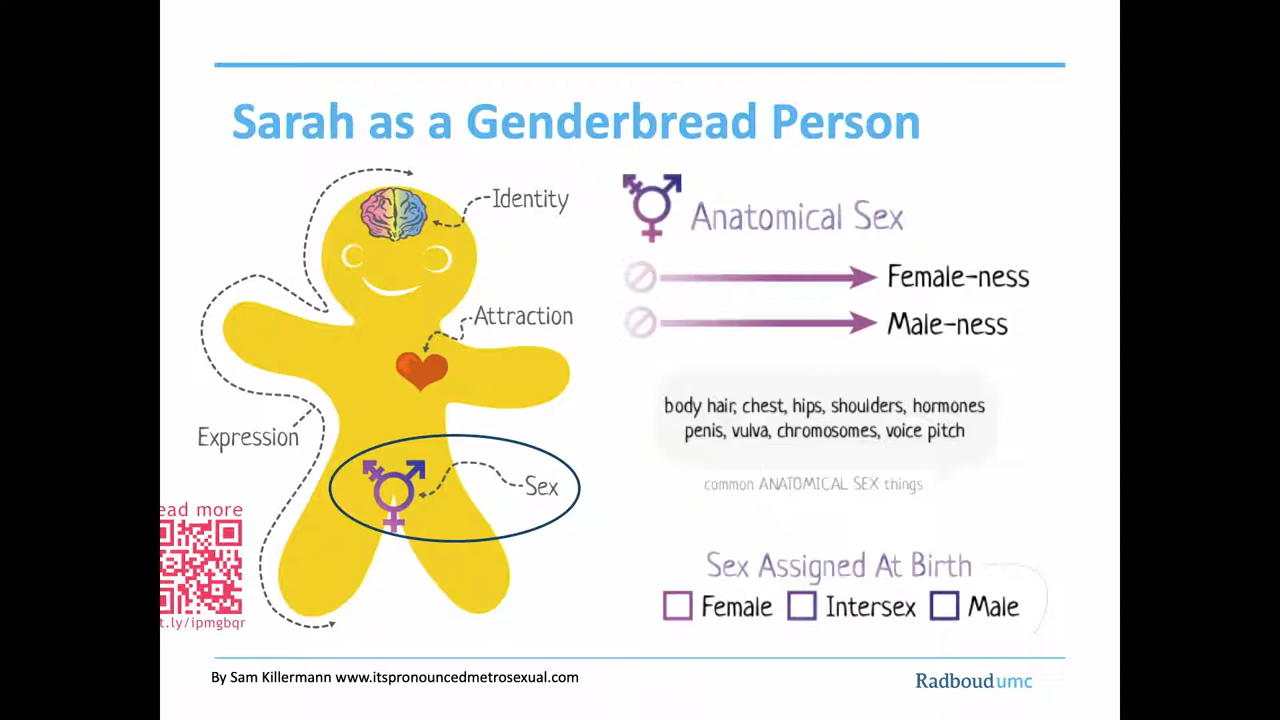 Sarah as a Genderbread Person
Identity
Attraction
Expression
Sex
ead more
t.ly/ipmgbqr
Anatomical Sex
Female-ness
Male-ness
body hair, chest, hips, shoulders, hormones
penis, vulva, chromosomes, voice pitch
common ANATOMICAL SEX things
Sex Assigned At Birth
Female Intersex Male
By Sam Killermann www.itspronouncedmetrosexual.com
Radboudumc